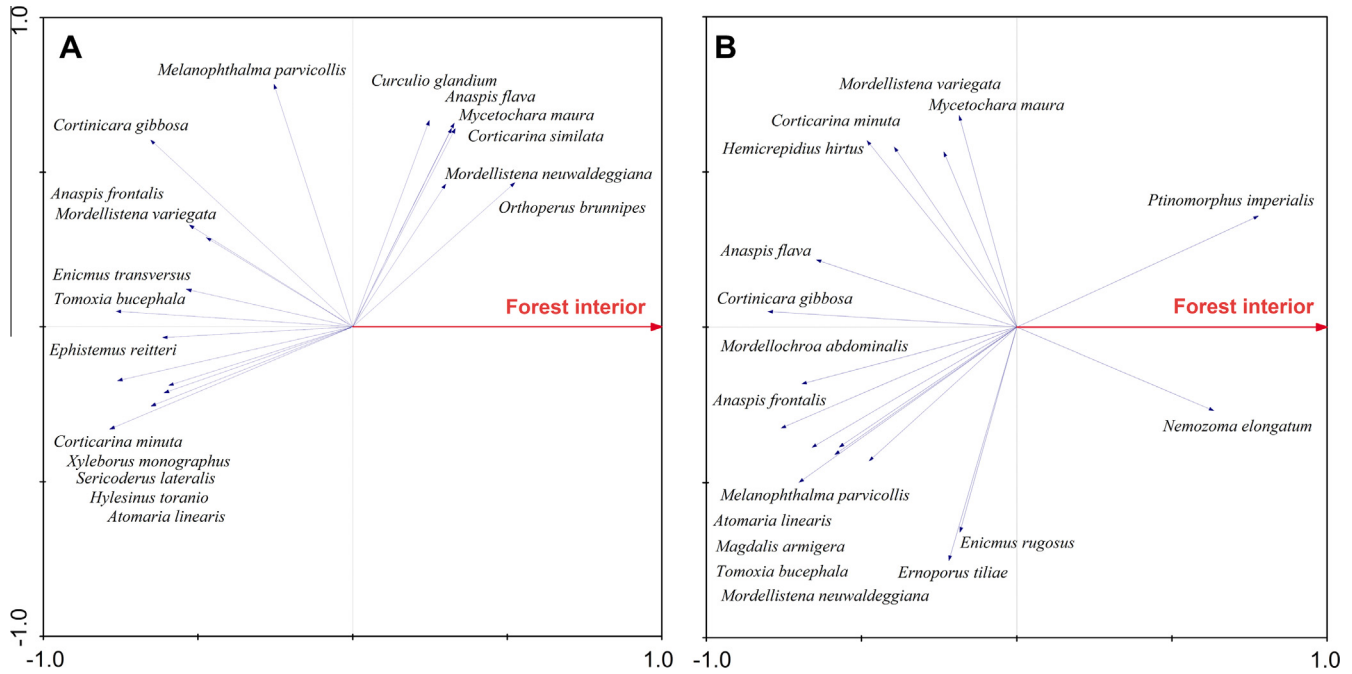 1.0
A
Melanophthalma parvicollis
Curculio glandium
Anaspis flava
Mycetochara maura
Cortinicara gibbosa
Corticarina similata
Mordellistena neuwaldeggiana
Anaspis frontalis
Mordellistena variegata
Orthoperus brunnipes
Enicmus transversus
Tomoxia bucephala
Forest interior
Ephistemus reitteri
Corticarina minuta
Xyleborus monographus
Sericoderus lateralis
Hylesinus toranio
Atomaria linearis
-1.0
-1.0
1.0
B
Mordellistena variegata
Mycetochara maura
Corticarina minuta
Hemicrepidius hirtus
Ptinomorphus imperialis
Anaspis flava
Cortinicara gibbosa
Forest interior
Mordellochroa abdominalis
Anaspis frontalis
Nemozoma elongatum
Melanophthalma parvicollis
Atomaria linearis
Enicmus rugosus
Magdalis armigera
Tomoxia bucephala
Ernoporus tiliae
Mordellistena neuwaldeggiana
-1.0
1.0